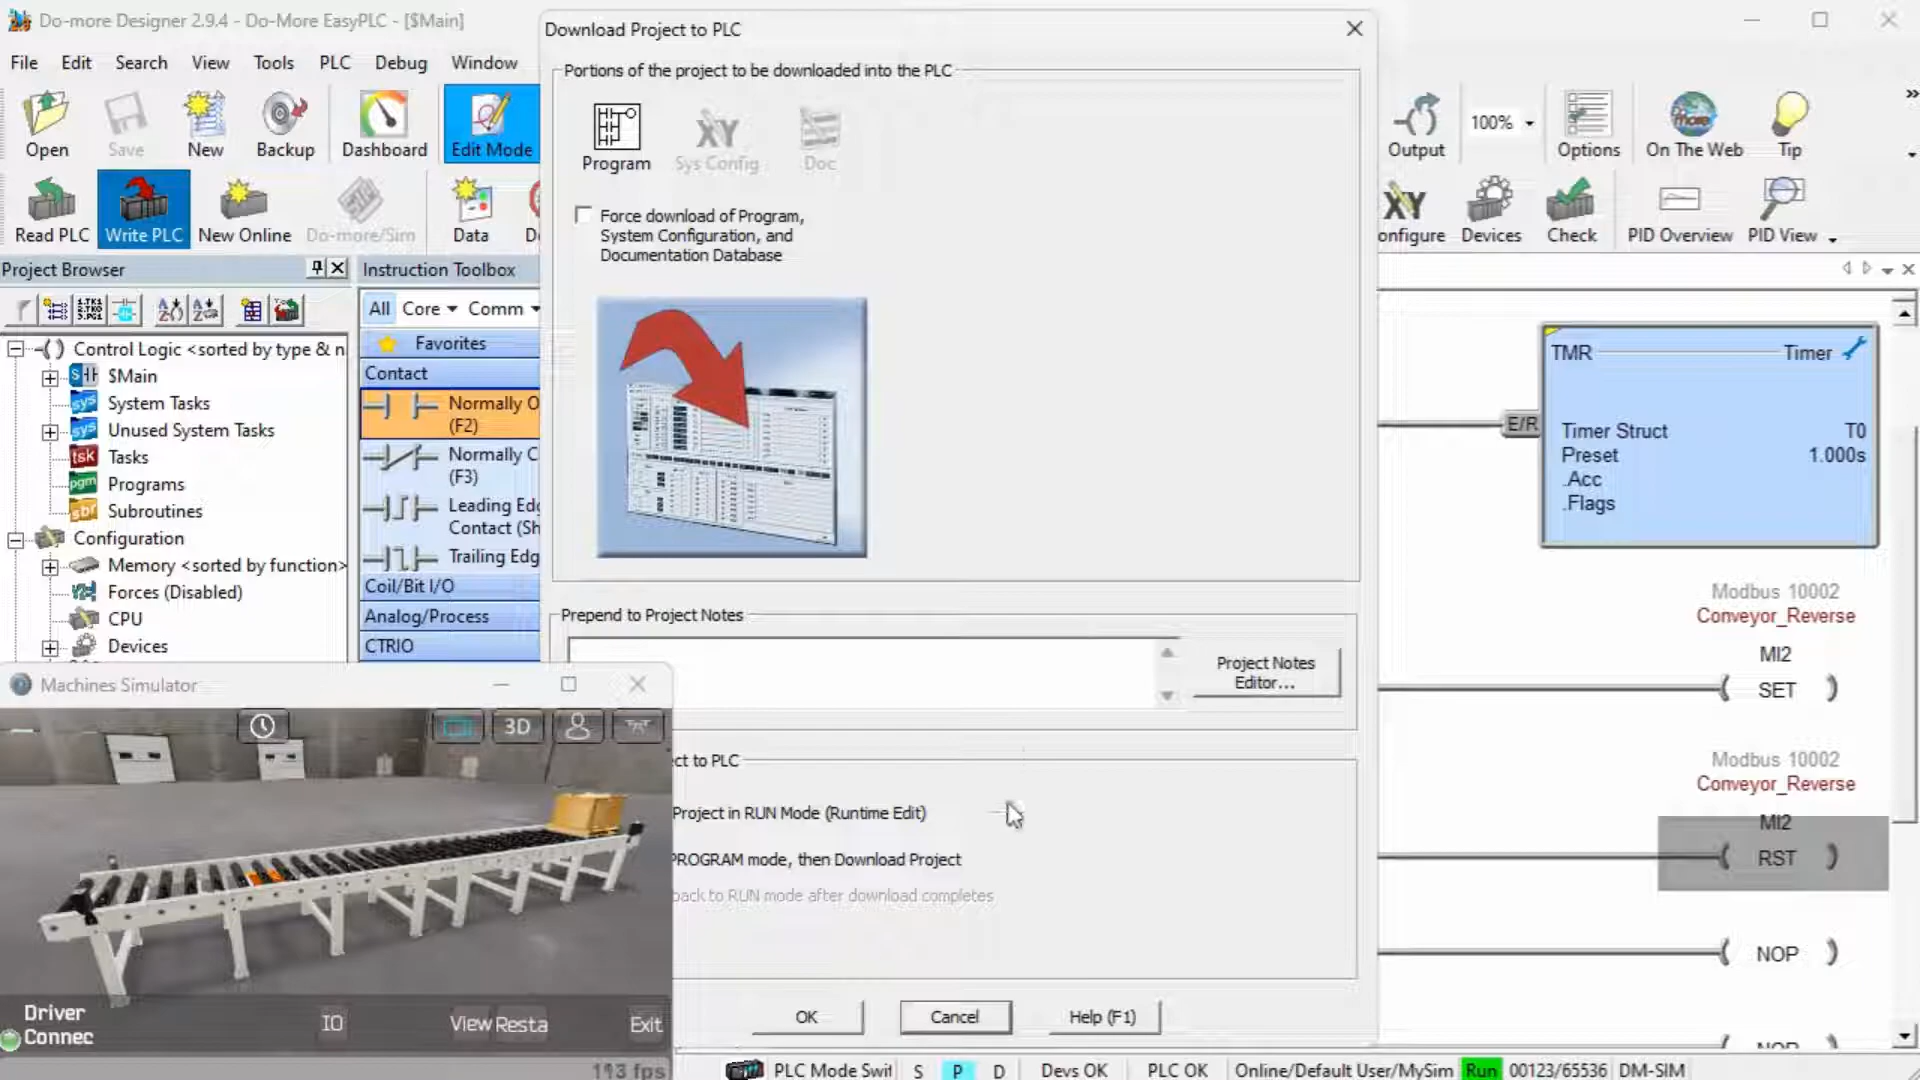 Do-more Designer 2.9.4 - Do-More EasyPLC - [$Main]
File Edit Search View Tools PLC Debug Window
Open Save New Backup Dashboard Edit Mode
Read PLC Write PLC New Online Do-more/Sim Data
Output 100% Options On The Web Tip
XY Devices Check PID Overview PID View
Project Browser
Control Logic <sorted by type & n
$Main
System Tasks
Unused System Tasks
Tasks
Programs
Subroutines
Configuration
Memory <sorted by function>
Forces (Disabled)
CPU
Devices
Instruction Toolbox
All Core Comm
Favorites
Contact
Normally O
(F2)
Normally C
(F3)
Leading Edg
Contact (Sh
Trailing Edg
Coil/Bit I/O
Analog/Process
CTRIO
Download Project to PLC
Portions of the project to be downloaded into the PLC
Program Sys Config Doc
Force download of Program,
System Configuration, and
Documentation Database
Prepend to Project Notes
Project Notes
Editor...
ect to PLC
Project in RUN Mode (Runtime Edit)
PROGRAM mode, then Download Project
back to RUN mode after download completes
OK Cancel Help (F1)
TMR Timer
E/R
Timer Struct T0
Preset 1.000s
.Acc
.Flags
Modbus 10002
Conveyor_Reverse
MI2
SET
Modbus 10002
Conveyor_Reverse
MI2
RST
NOP
NOP
Machines Simulator
3D
Driver
Connec
IO View Resta Exit
113 fps
PLC Mode Swit S P D Devs OK PLC OK Online/Default User/MySim Run 00123/65536 DM-SIM